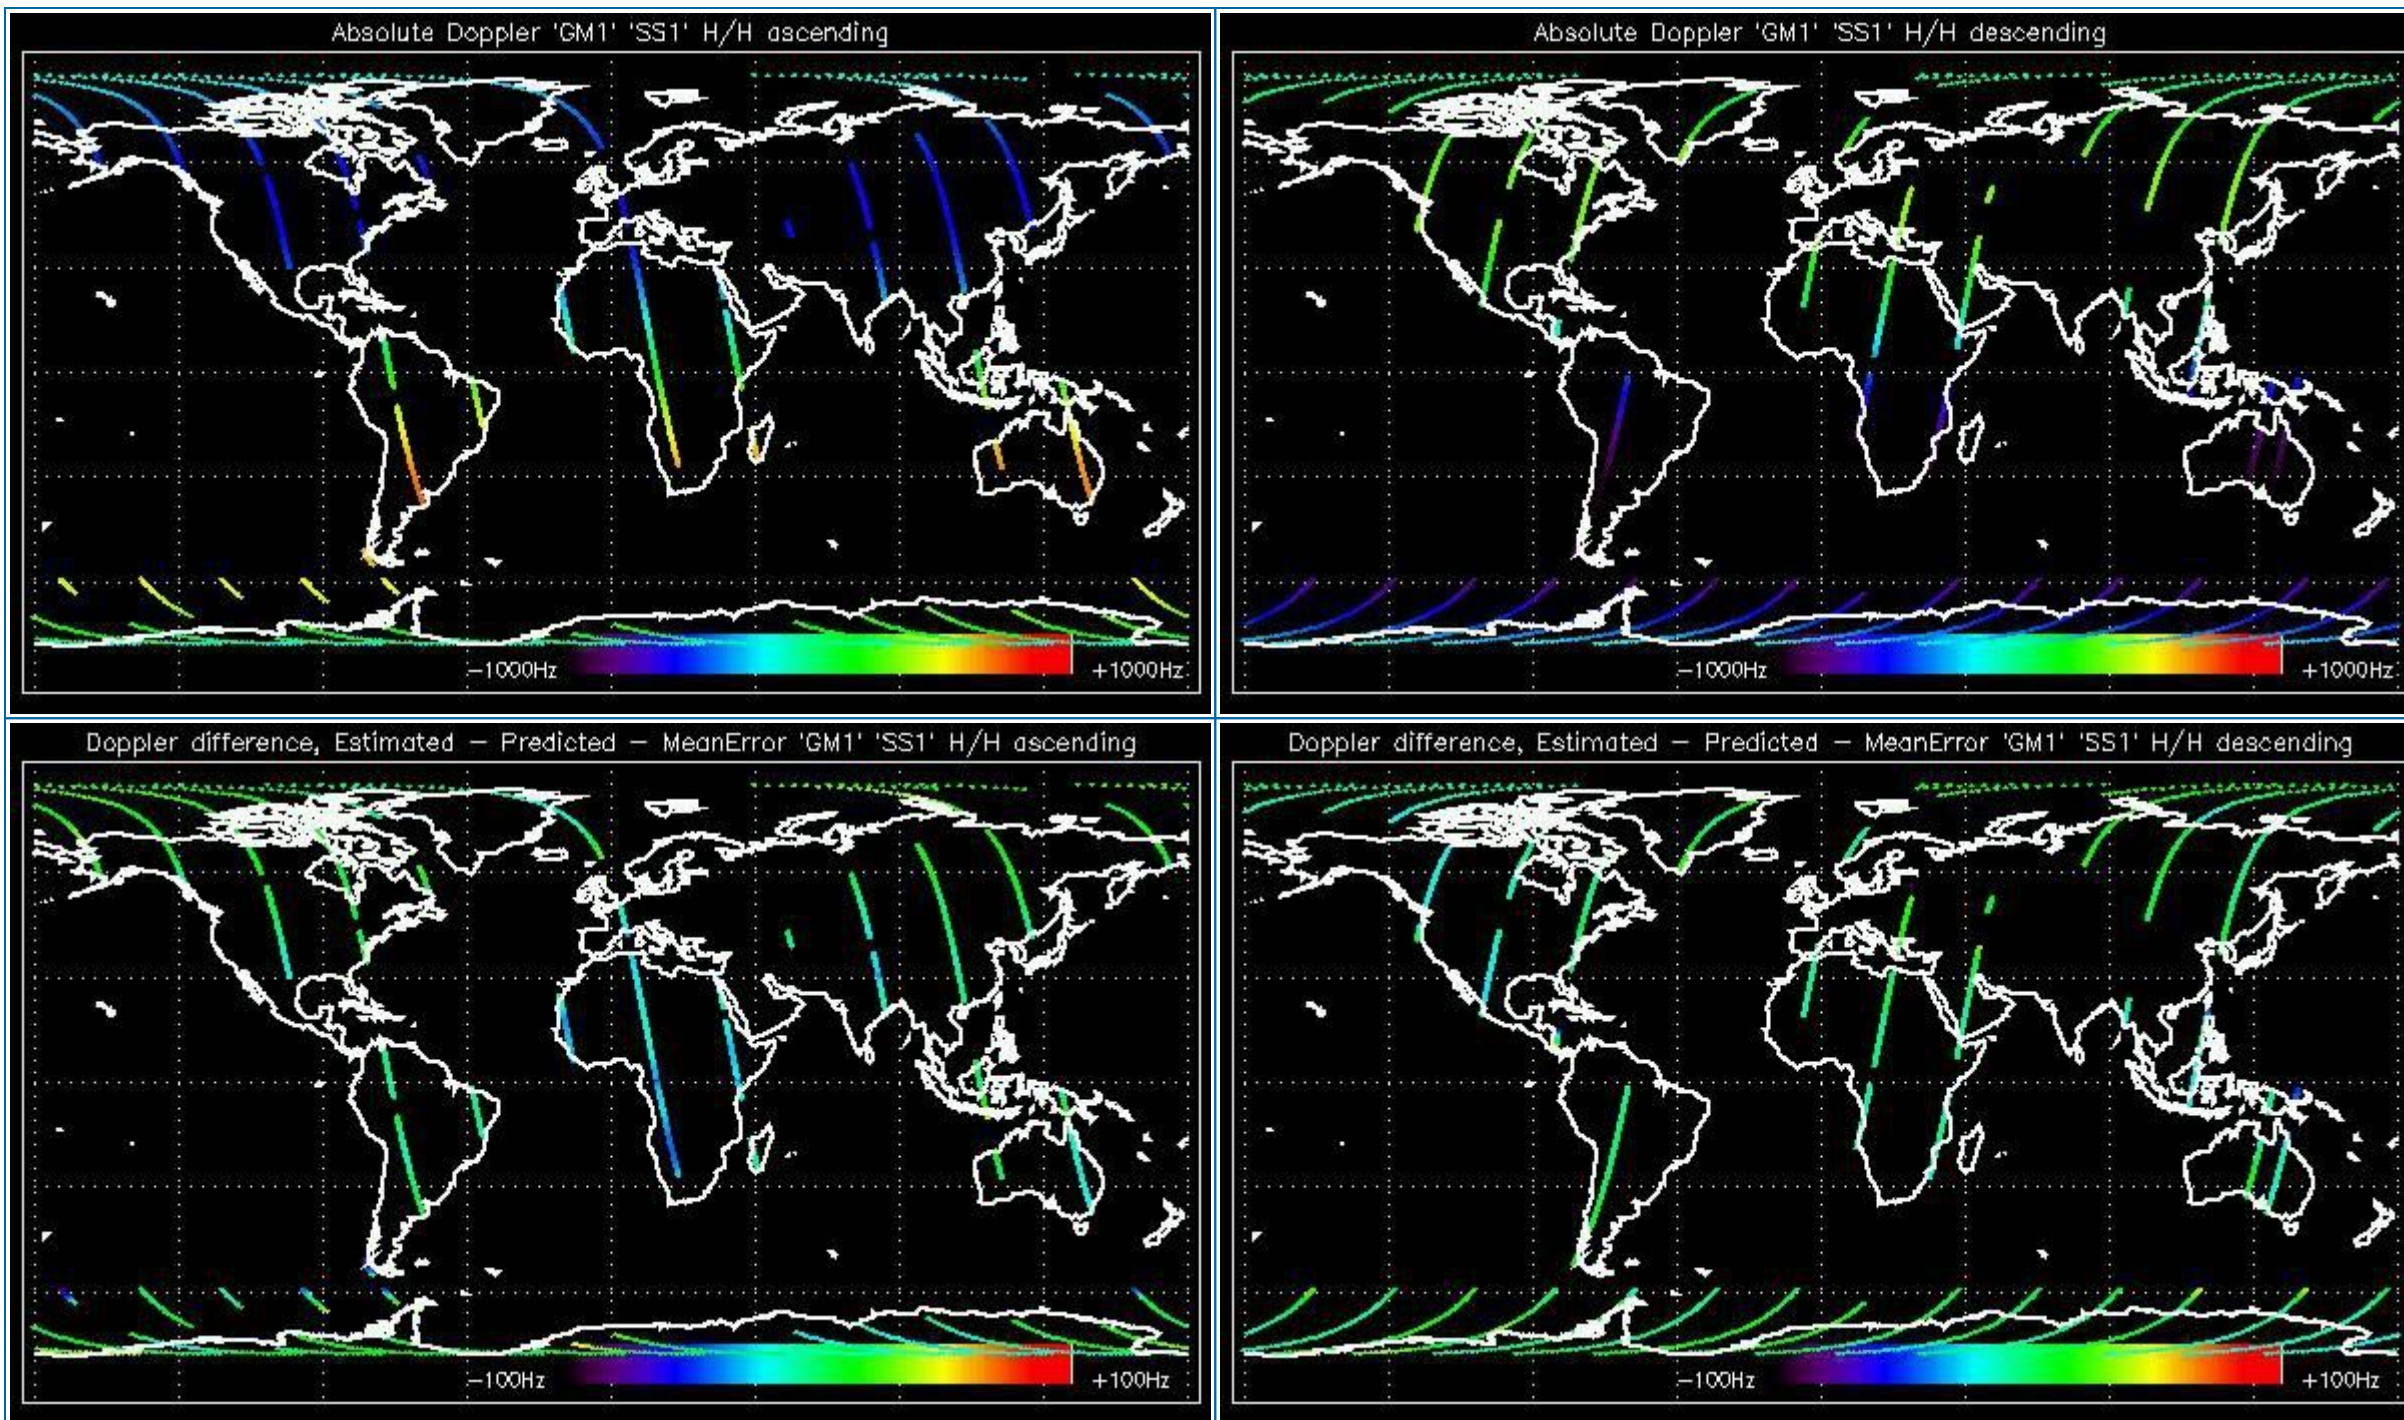 Absolute Doppler 'GM1' 'SS1' H/H ascending
−1000Hz
+1000Hz
Absolute Doppler 'GM1' 'SS1' H/H descending
−1000Hz
+1000Hz
Doppler difference, Estimated − Predicted − MeanError 'GM1' 'SS1' H/H ascending
−100Hz
+100Hz
Doppler difference, Estimated − Predicted − MeanError 'GM1' 'SS1' H/H descending
−100Hz
+100Hz